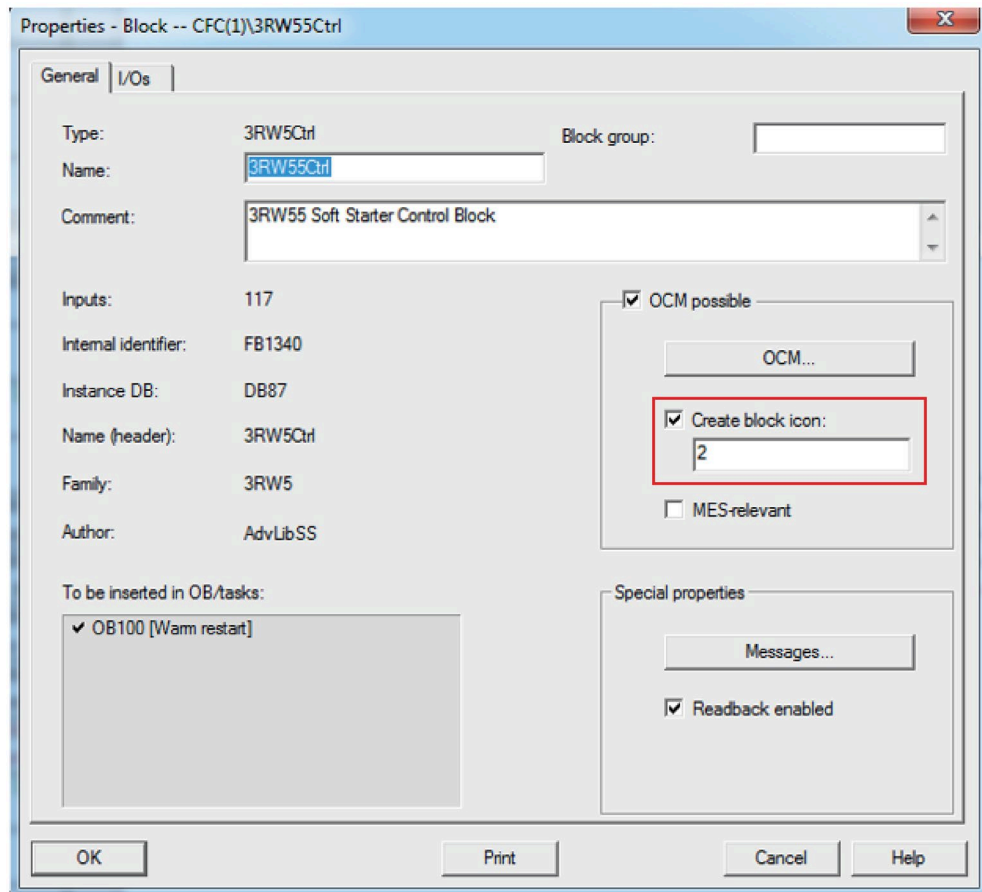 Properties - Block -- CFC(1)\3RW55Ctrl
General
I/Os
Type: 3RW5Ctrl
Block group:
Name: 3RW55Ctrl
Comment: 3RW55 Soft Starter Control Block
Inputs: 117
Internal identifier: FB1340
Instance DB: DB87
Name (header): 3RW5Ctrl
Family: 3RW5
Author: AdvLibSS
OCM possible
OCM...
Create block icon:
2
MES-relevant
To be inserted in OB/tasks:
OB100 [Warm restart]
Special properties
Messages...
Readback enabled
OK
Print
Cancel
Help